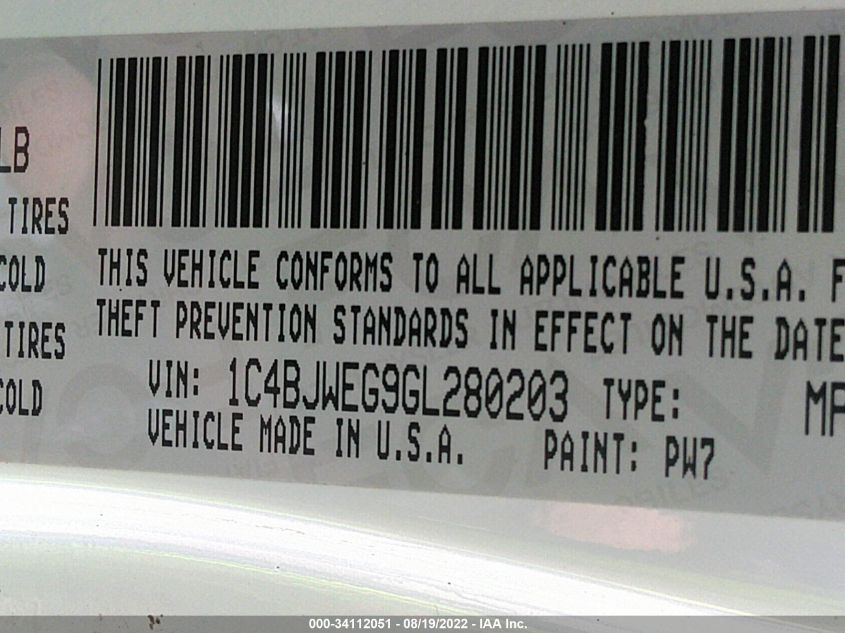 LB
TIRES
COLD
TIRES
COLD
THIS VEHICLE CONFORMS TO ALL APPLICABLE U.S.A. F
THEFT PREVENTION STANDARDS IN EFFECT ON THE DATE
VIN: 1C4BJWEG9GL280203 TYPE: MP
VEHICLE MADE IN U.S.A. PAINT: PW7
000-34112051 - 08/19/2022 - IAA Inc.